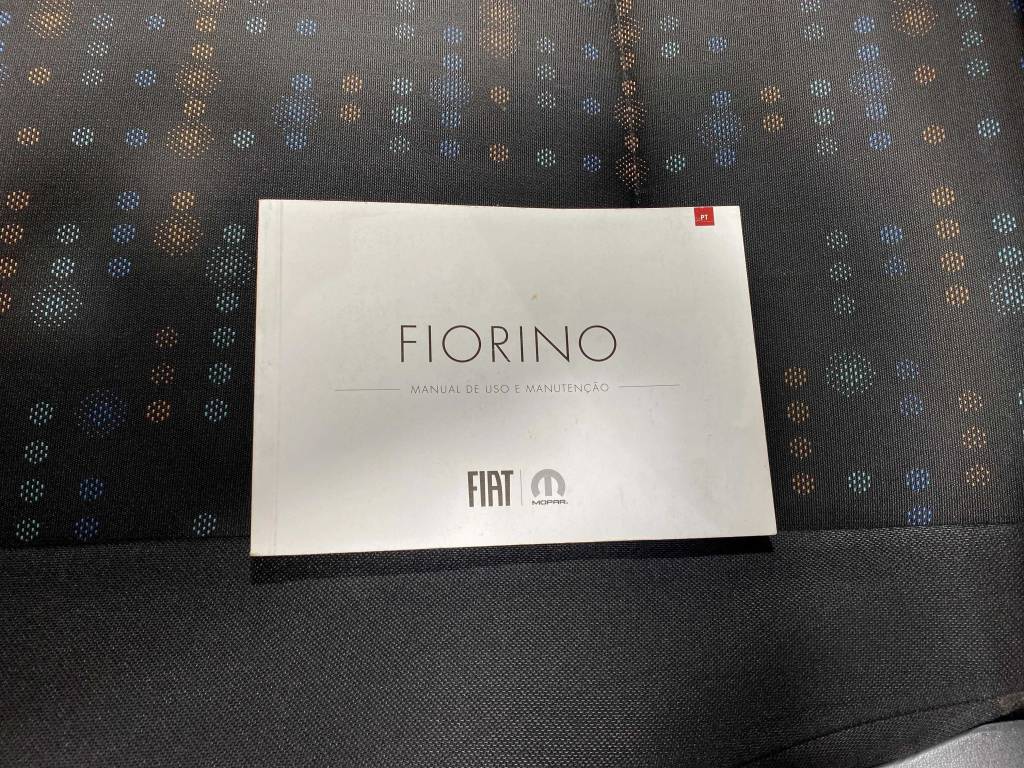 PT
FIORINO
MANUAL DE USO E MANUTENÇÃO
FIAT MOPAR.